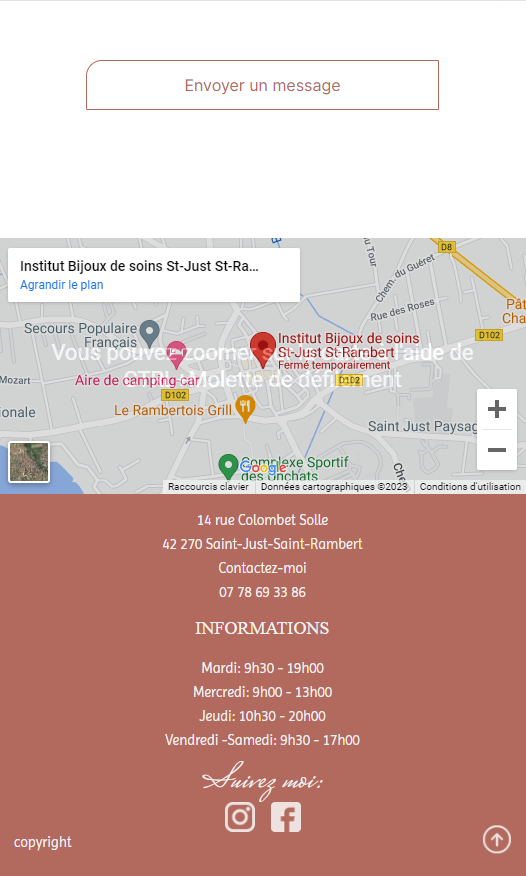 Envoyer un message
D8
Institut Bijoux de soins St-Just St-Ra...
Agrandir le plan
Chem. du Guéret
Rue des Roses
Secours Populaire
Français
D102
Institut Bijoux de soins
St-Just St-Rambert
Fermé temporairement
Vous pouvez zoomer
l'aide de
CTRL+Molette de défilement
Mozart
Aire de camping-car
D102
D102
Le Rambertois Grill
ionale
Saint Just Paysag
Complexe Sportif
des Unchats
Google
Raccourcis clavier
Données cartographiques ©2023
Conditions d'utilisation
14 rue Colombet Solle
42 270 Saint-Just-Saint-Rambert
Contactez-moi
07 78 69 33 86
INFORMATIONS
Mardi: 9h30 - 19h00
Mercredi: 9h00 - 13h00
Jeudi: 10h30 - 20h00
Vendredi -Samedi: 9h30 - 17h00
Suivez moi:
copyright